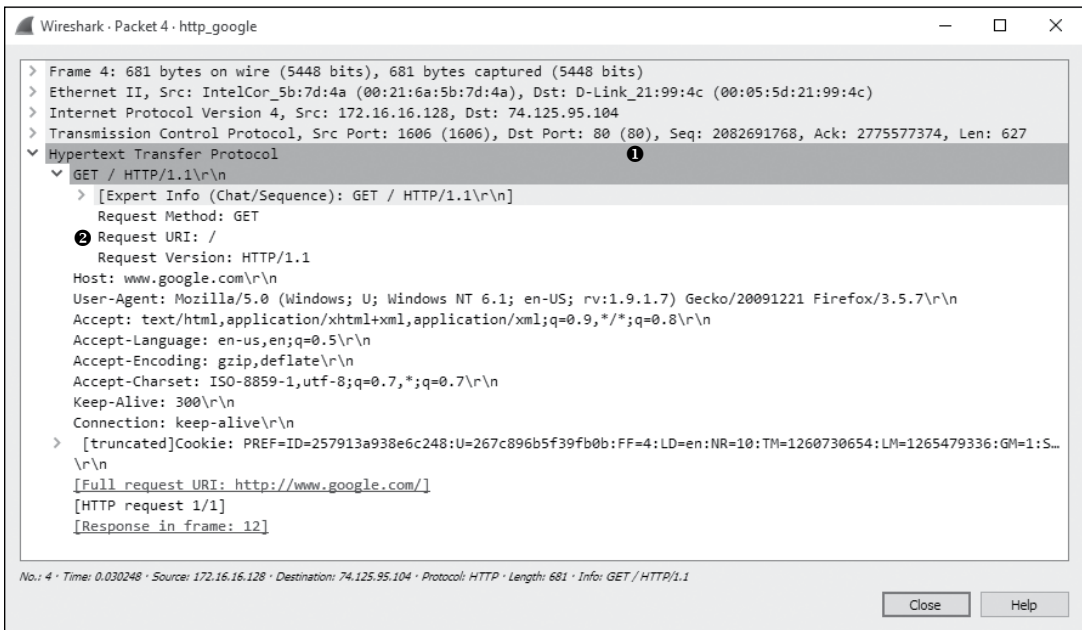 Wireshark · Packet 4 · http_google
> Frame 4: 681 bytes on wire (5448 bits), 681 bytes captured (5448 bits)
> Ethernet II, Src: IntelCor_5b:7d:4a (00:21:6a:5b:7d:4a), Dst: D-Link_21:99:4c (00:05:5d:21:99:4c)
> Internet Protocol Version 4, Src: 172.16.16.128, Dst: 74.125.95.104
> Transmission Control Protocol, Src Port: 1606 (1606), Dst Port: 80 (80), Seq: 2082691768, Ack: 2775577374, Len: 627
Hypertext Transfer Protocol ❶
GET / HTTP/1.1\r\n
> [Expert Info (Chat/Sequence): GET / HTTP/1.1\r\n]
Request Method: GET
❷ Request URI: /
Request Version: HTTP/1.1
Host: www.google.com\r\n
User-Agent: Mozilla/5.0 (Windows; U; Windows NT 6.1; en-US; rv:1.9.1.7) Gecko/20091221 Firefox/3.5.7\r\n
Accept: text/html,application/xhtml+xml,application/xml;q=0.9,*/*;q=0.8\r\n
Accept-Language: en-us,en;q=0.5\r\n
Accept-Encoding: gzip,deflate\r\n
Accept-Charset: ISO-8859-1,utf-8;q=0.7,*;q=0.7\r\n
Keep-Alive: 300\r\n
Connection: keep-alive\r\n
> [truncated]Cookie: PREF=ID=257913a938e6c248:U=267c896b5f39fb0b:FF=4:LD=en:NR=10:TM=1260730654:LM=1265479336:GM=1:S…
\r\n
[Full request URI: http://www.google.com/]
[HTTP request 1/1]
[Response in frame: 12]
No.: 4 · Time: 0.030248 · Source: 172.16.16.128 · Destination: 74.125.95.104 · Protocol: HTTP · Length: 681 · Info: GET / HTTP/1.1
Close Help